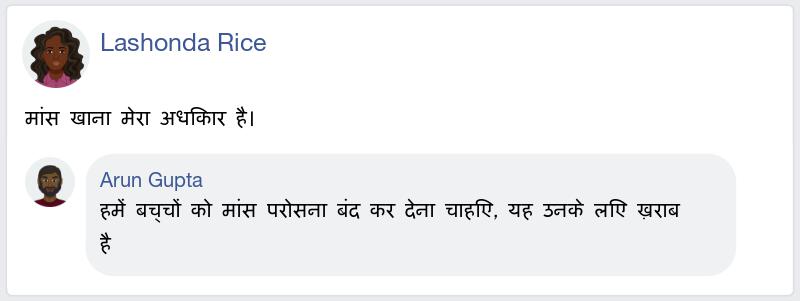 Lashonda Rice
मांस खाना मेरा अधिकार है।
Arun Gupta
हमें बच्चों को मांस परोसना बंद कर देना चाहिए, यह उनके लिए ख़राब
है